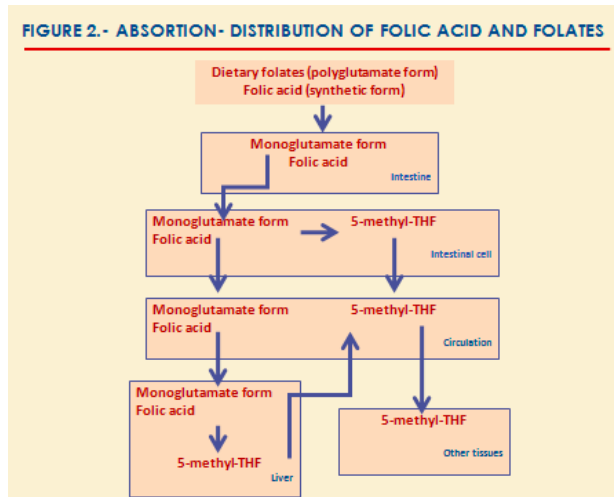 FIGURE 2.- ABSORTION- DISTRIBUTION OF FOLIC ACID AND FOLATES
Dietary folates (polyglutamate form)
Folic acid (synthetic form)
Monoglutamate form
Folic acid
Intestine
Monoglutamate form
Folic acid
5-methyl-THF
Intestinal cell
Monoglutamate form
Folic acid
5-methyl-THF
Circulation
Monoglutamate form
Folic acid
5-methyl-THF
Liver
5-methyl-THF
Other tissues